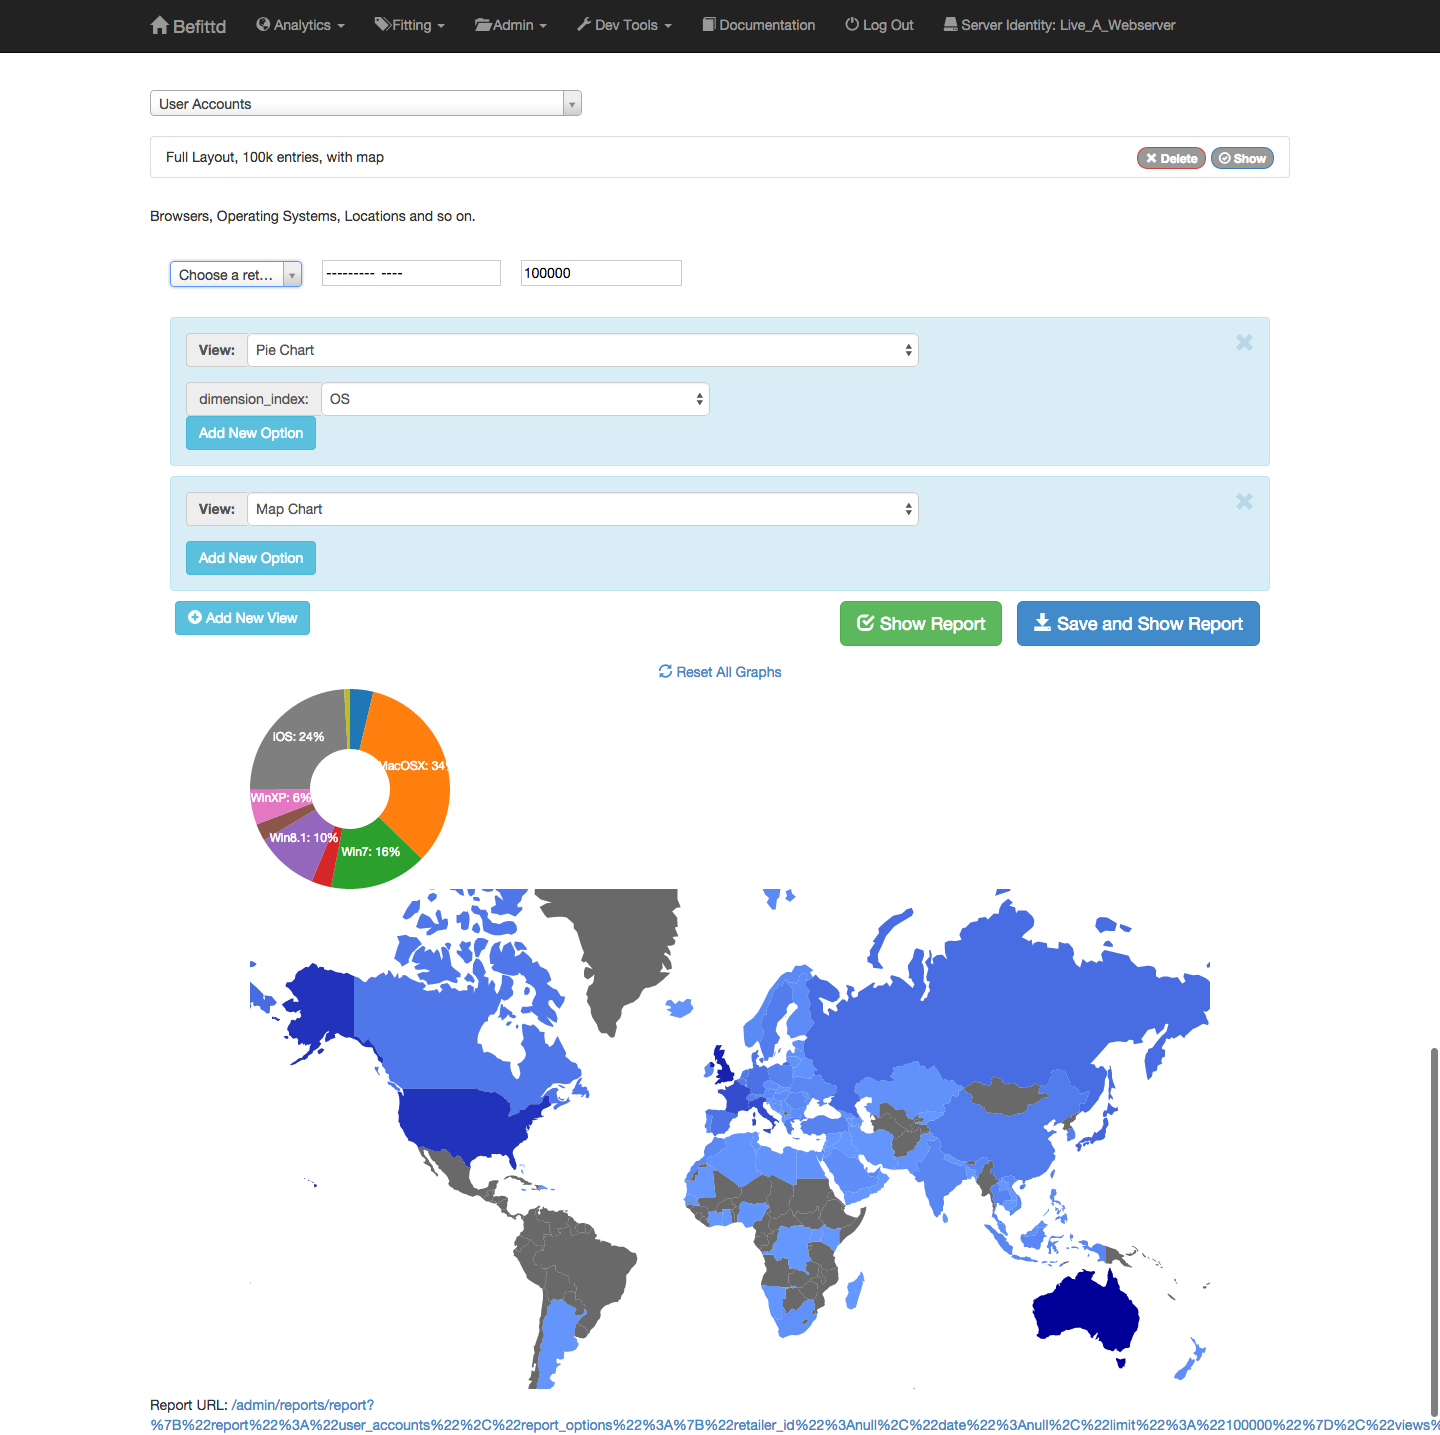 Befittd Analytics Fitting Admin Dev Tools Documentation Log Out Server Identity: Live_A_Webserver
User Accounts
Full Layout, 100k entries, with map Delete Show
Browsers, Operating Systems, Locations and so on.
Choose a ret... --------- ---- 100000
View: Pie Chart
dimension_index: OS
Add New Option
View: Map Chart
Add New Option
Add New View Show Report Save and Show Report
Reset All Graphs
iOS: 24%
MacOSX: 34%
WinXP: 6%
Win8.1: 10%
Win7: 16%
Report URL: /admin/reports/report?
%7B%22report%22%3A%22user_accounts%22%2C%22report_options%22%3A%7B%22retailer_id%22%3Anull%2C%22date%22%3Anull%2C%22limit%22%3A%22100000%22%7D%2C%22views%